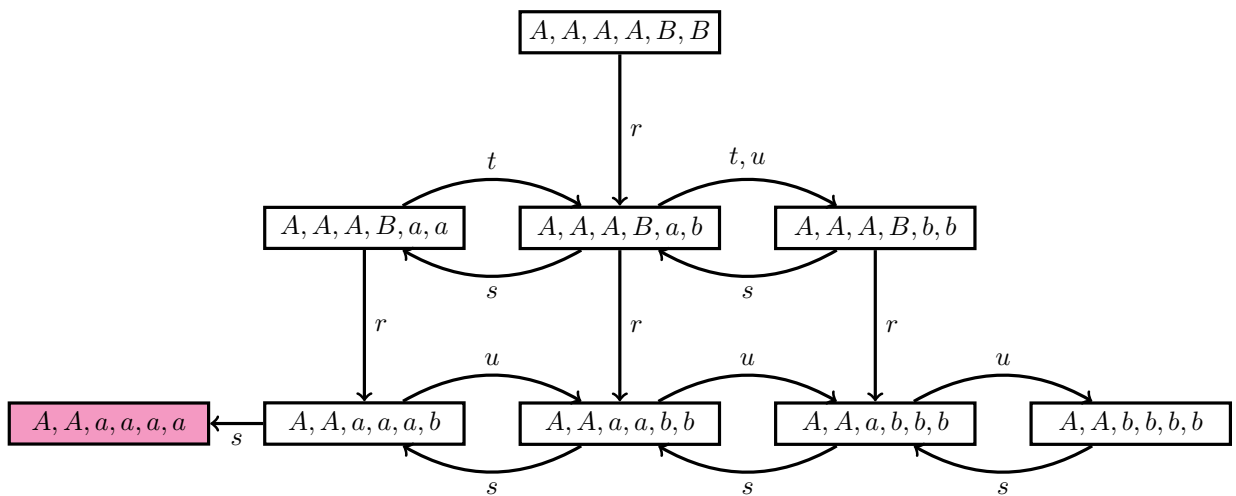 A, A, A, A, B, B
r
t
t, u
A, A, A, B, a, a
A, A, A, B, a, b
A, A, A, B, b, b
s
s
r
r
r
u
u
u
A, A, a, a, a, a
s
A, A, a, a, a, b
A, A, a, a, b, b
A, A, a, b, b, b
A, A, b, b, b, b
s
s
s